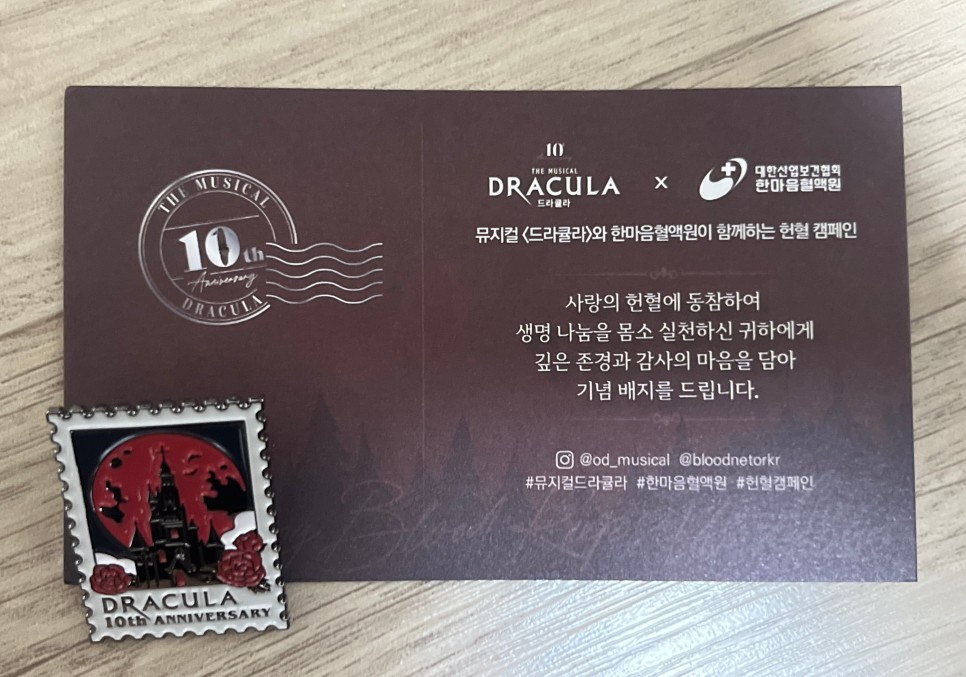 THE MUSICAL
10th
Anniversary
DRACULA
10
THE MUSICAL
DRACULA
드라큘라
X
대한산업보건협회
한마음혈액원
뮤지컬 <드라큘라>와 한마음혈액원이 함께하는 헌혈 캠페인
사랑의 헌혈에 동참하여
생명 나눔을 몸소 실천하신 귀하에게
깊은 존경과 감사의 마음을 담아
기념 배지를 드립니다.
@od_musical @bloodnetorkr
#뮤지컬드라큘라 #한마음혈액원 #헌혈캠페인
Blood
DRACULA
10th ANNIVERSARY